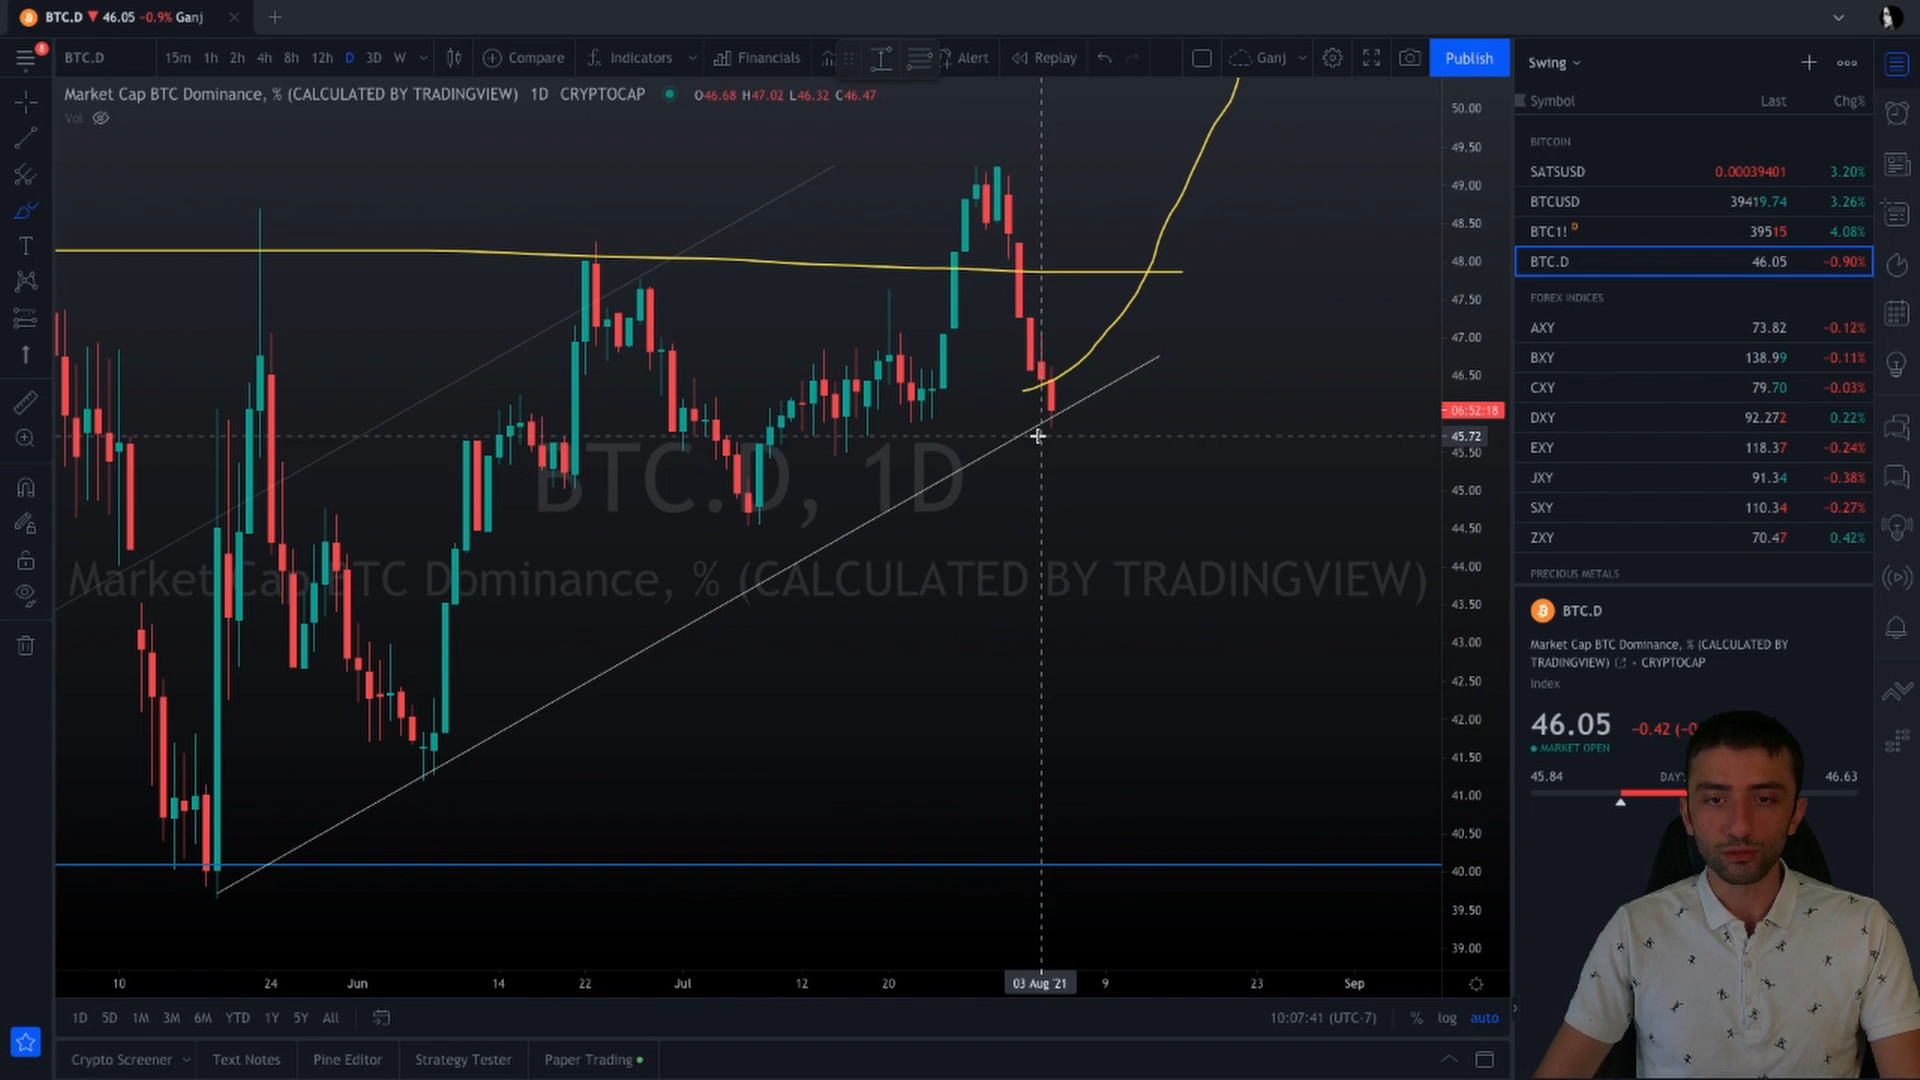 BTC.D ▼ 46.05 -0.9% Ganj
8
BTC.D 15m 1h 2h 4h 8h 12h D 3D W Compare Indicators Financials Alert Replay Ganj Publish
Market Cap BTC Dominance, % (CALCULATED BY TRADINGVIEW) 1D CRYPTOCAP O46.68 H47.02 L46.32 C46.47
Vol
BTC.D, 1D
Market Cap BTC Dominance, % (CALCULATED BY TRADINGVIEW)
50.00
49.50
49.00
48.50
48.00
47.50
47.00
46.50
06:52:18
45.72
45.50
45.00
44.50
44.00
43.50
43.00
42.50
42.00
41.50
41.00
40.50
40.00
39.50
39.00
10 24 Jun 14 22 Jul 12 20 03 Aug '21 9 23 Sep
1D 5D 1M 3M 6M YTD 1Y 5Y All 10:07:41 (UTC-7) % log auto
Crypto Screener Text Notes Pine Editor Strategy Tester Paper Trading
Swing
Symbol Last Chg%
BITCOIN
SATSUSD 0.00039401 3.20%
BTCUSD 39419.74 3.26%
BTC1! D 39515 4.08%
BTC.D 46.05 -0.90%
FOREX INDICES
AXY 73.82 -0.12%
BXY 138.99 -0.11%
CXY 79.70 -0.03%
DXY 92.272 0.22%
EXY 118.37 -0.24%
JXY 91.34 -0.38%
SXY 110.34 -0.27%
ZXY 70.47 0.42%
PRECIOUS METALS
BTC.D
Market Cap BTC Dominance, % (CALCULATED BY
TRADINGVIEW) • CRYPTOCAP
Index
46.05 -0.42
MARKET OPEN
45.84 46.63